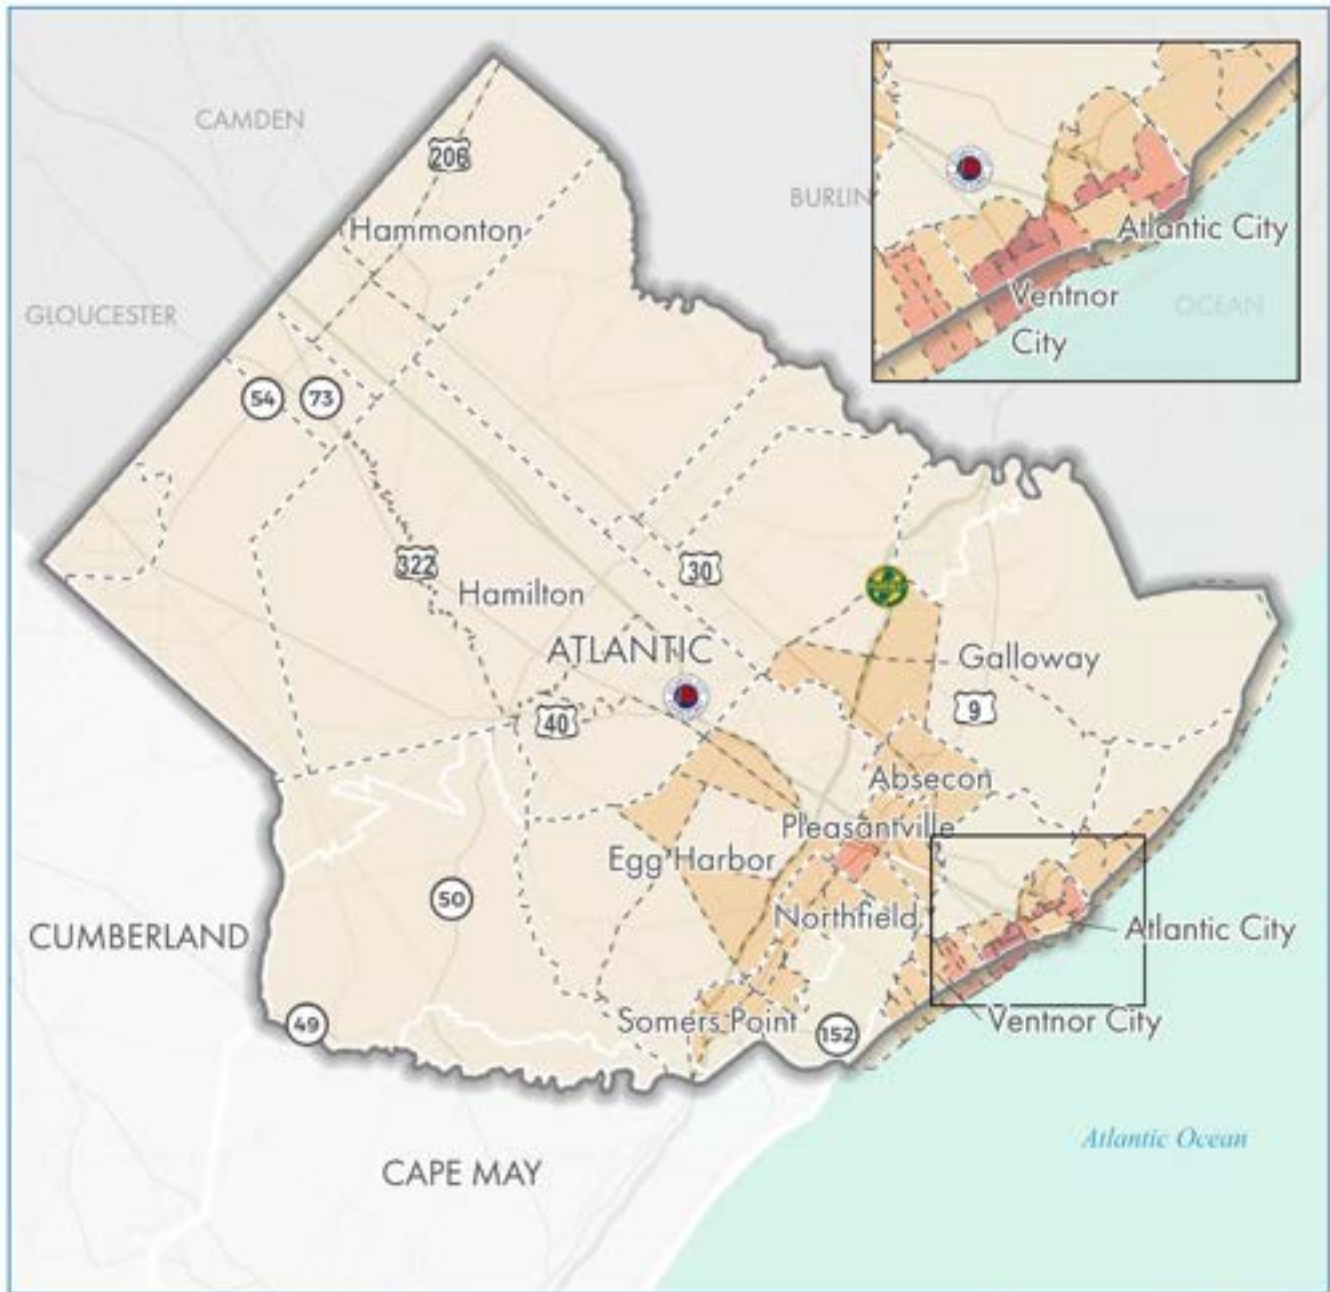 CAMDEN
206
BURLIN
Hammonton
Atlantic City
GLOUCESTER
Ventnor
City
OCEAN
54
73
322
30
Hamilton
ATLANTIC
Galloway
40
9
Absecon
Pleasantville
Egg Harbor
50
Northfield
CUMBERLAND
Atlantic City
49
Somers Point
152
Ventnor City
Atlantic Ocean
CAPE MAY